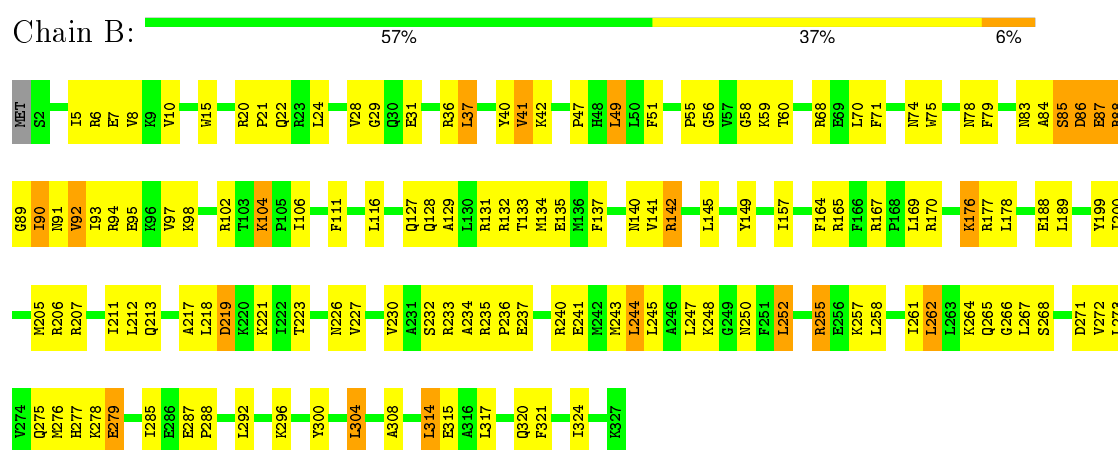 Chain B:
57% 37% 6%
MET S2 I5 R6 E7 V8 K9 V10 W15 R20 P21 Q22 R23 L24 V28 G29 Q30 E31 R36 L37 Y40 V41 K42 P47 H48 L49 L50 F51 P55 G56 V57 G58 K59 T60 R68 E69 L70 F71 N74 W75 N78 F79 N83 A84 S85 D86 E87
G89 I90 N91 V92 I93 R94 E95 K96 V97 K98 R102 T103 K104 P105 I106 F111 L116 Q127 Q128 A129 L130 R131 R132 T133 M134 E135 M136 F137 N140 V141 R142 L145 Y149 I157 F164 R165 F166 R167 P168 L169 R170 K176 R177 L178 E188 L189 Y199
M205 R206 R207 I211 L212 Q213 A217 L218 D219 K220 K221 I222 T223 N226 V227 V230 A231 S232 R233 A234 R235 P236 E237 R240 E241 M242 M243 L244 L245 A246 L247 K248 G249 N250 F251 L252 R255 E256 K257 L258 I261 L262 L263 K264 Q265 G266 L267 S268 D271 V272
V274 Q275 M276 H277 K278 E279 I285 E286 E287 P288 L292 K296 Y300 L304 A308 L314 E315 A316 L317 Q320 F321 I324 K327